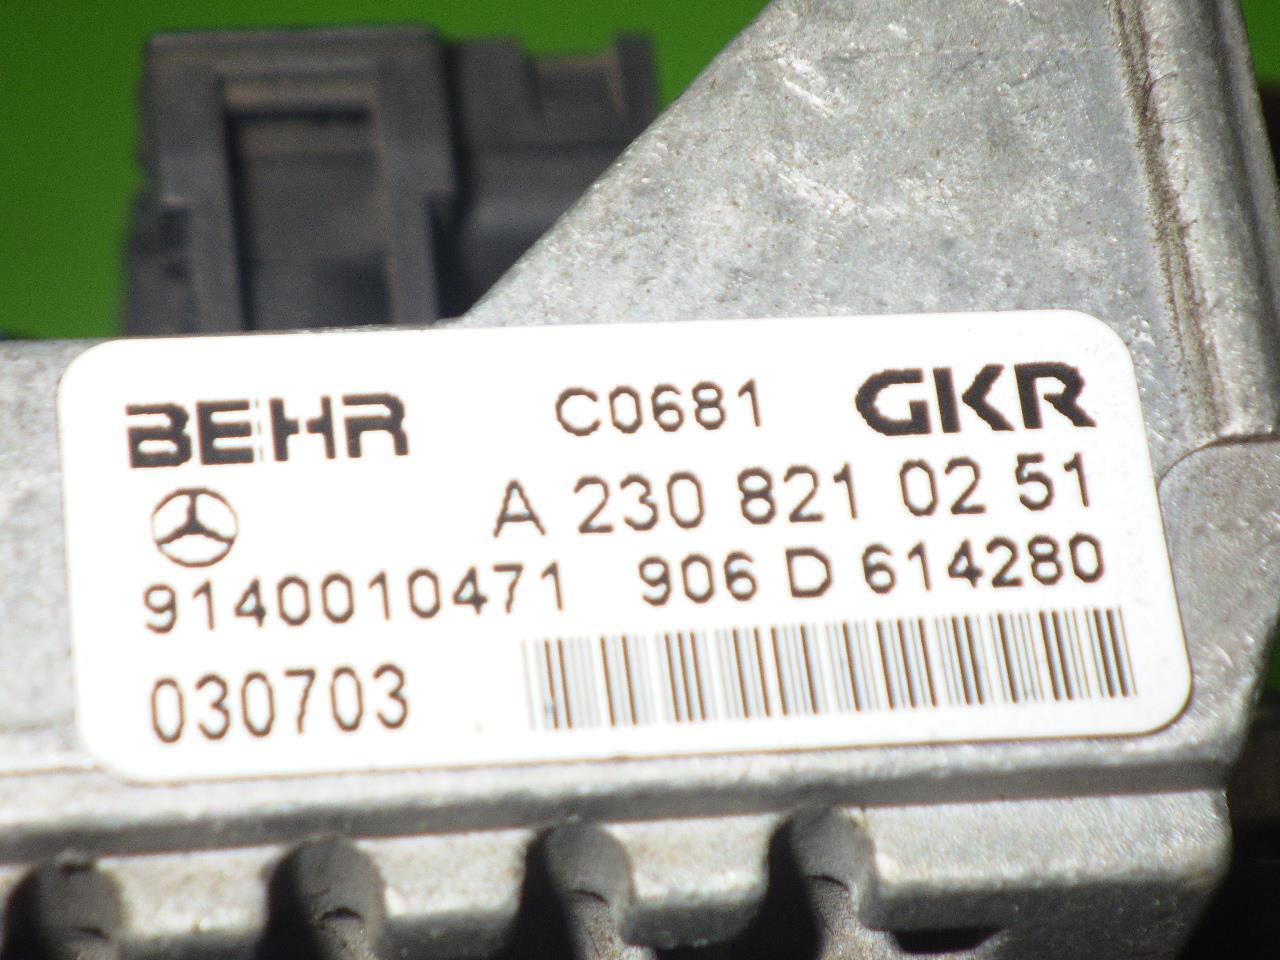 BEHR C0681 GKR
A 230 821 02 51
9140010471 906 D 614280
030703